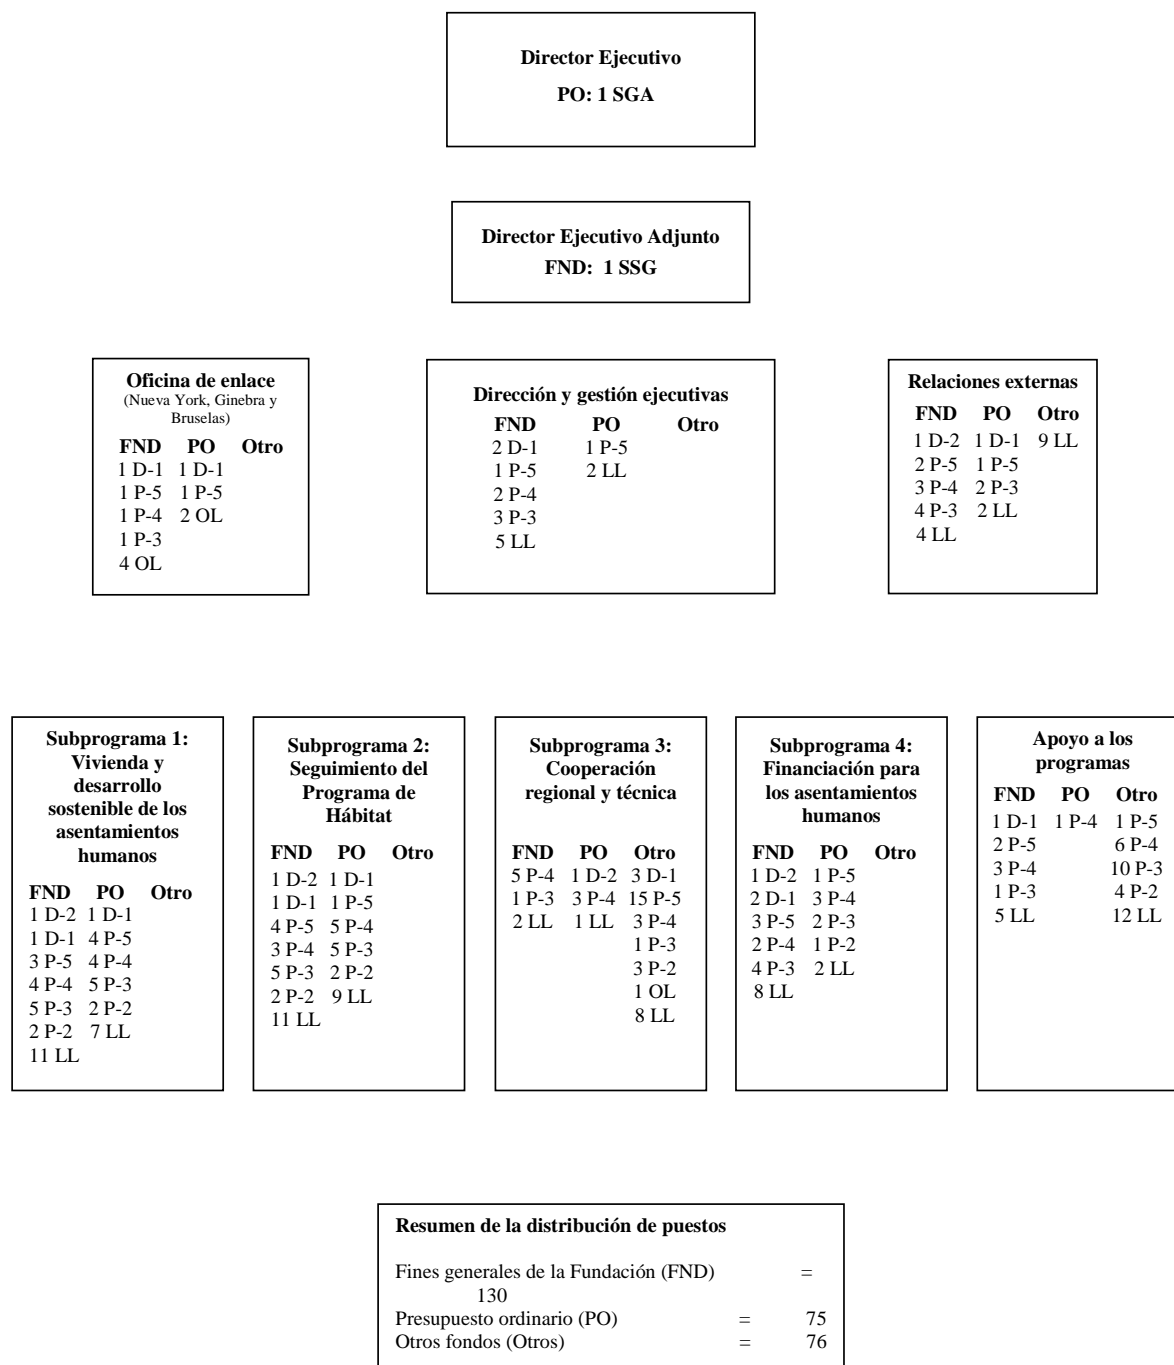 Director Ejecutivo
PO: 1 SGA
Director Ejecutivo Adjunto
FND: 1 SSG
Oficina de enlace
(Nueva York, Ginebra y
Bruselas)
FND PO Otro
1 D-1 1 D-1
1 P-5 1 P-5
1 P-4 2 OL
1 P-3
4 OL
Dirección y gestión ejecutivas
FND PO Otro
2 D-1 1 P-5
1 P-5 2 LL
2 P-4
3 P-3
5 LL
Relaciones externas
FND PO Otro
1 D-2 1 D-1 9 LL
2 P-5 1 P-5
3 P-4 2 P-3
4 P-3 2 LL
4 LL
Subprograma 1:
Vivienda y
desarrollo
sostenible de los
asentamientos
humanos
FND PO Otro
1 D-2 1 D-1
1 D-1 4 P-5
3 P-5 4 P-4
4 P-4 5 P-3
5 P-3 2 P-2
2 P-2 7 LL
11 LL
Subprograma 2:
Seguimiento del
Programa de
Hábitat
FND PO Otro
1 D-2 1 D-1
1 D-1 1 P-5
4 P-5 5 P-4
3 P-4 5 P-3
5 P-3 2 P-2
2 P-2 9 LL
11 LL
Subprograma 3:
Cooperación
regional y técnica
FND PO Otro
5 P-4 1 D-2 3 D-1
1 P-3 3 P-4 15 P-5
2 LL 1 LL 3 P-4
1 P-3
3 P-2
1 OL
8 LL
Subprograma 4:
Financiación para
los asentamientos
humanos
FND PO Otro
1 D-2 1 P-5
2 D-1 3 P-4
3 P-5 2 P-3
2 P-4 1 P-2
4 P-3 2 LL
8 LL
Apoyo a los
programas
FND PO Otro
1 D-1 1 P-4 1 P-5
2 P-5 6 P-4
3 P-4 10 P-3
1 P-3 4 P-2
5 LL 12 LL
Resumen de la distribución de puestos
Fines generales de la Fundación (FND) =
130
Presupuesto ordinario (PO) = 75
Otros fondos (Otros) = 76